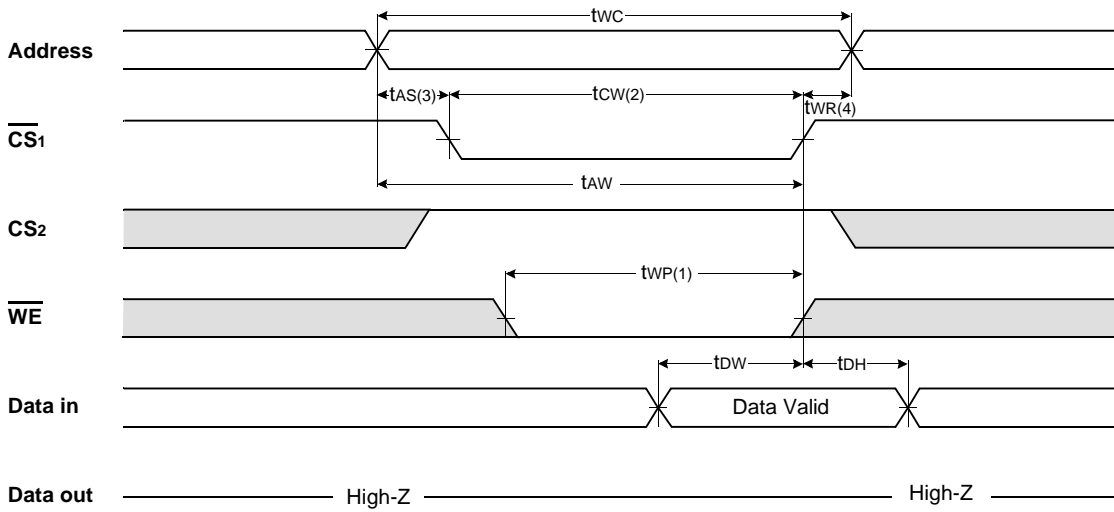 tWC
Address
tAS(3)
tCW(2)
tWR(4)
CS1
tAW
CS2
tWP(1)
WE
tDW
tDH
Data in
Data Valid
Data out
High-Z
High-Z